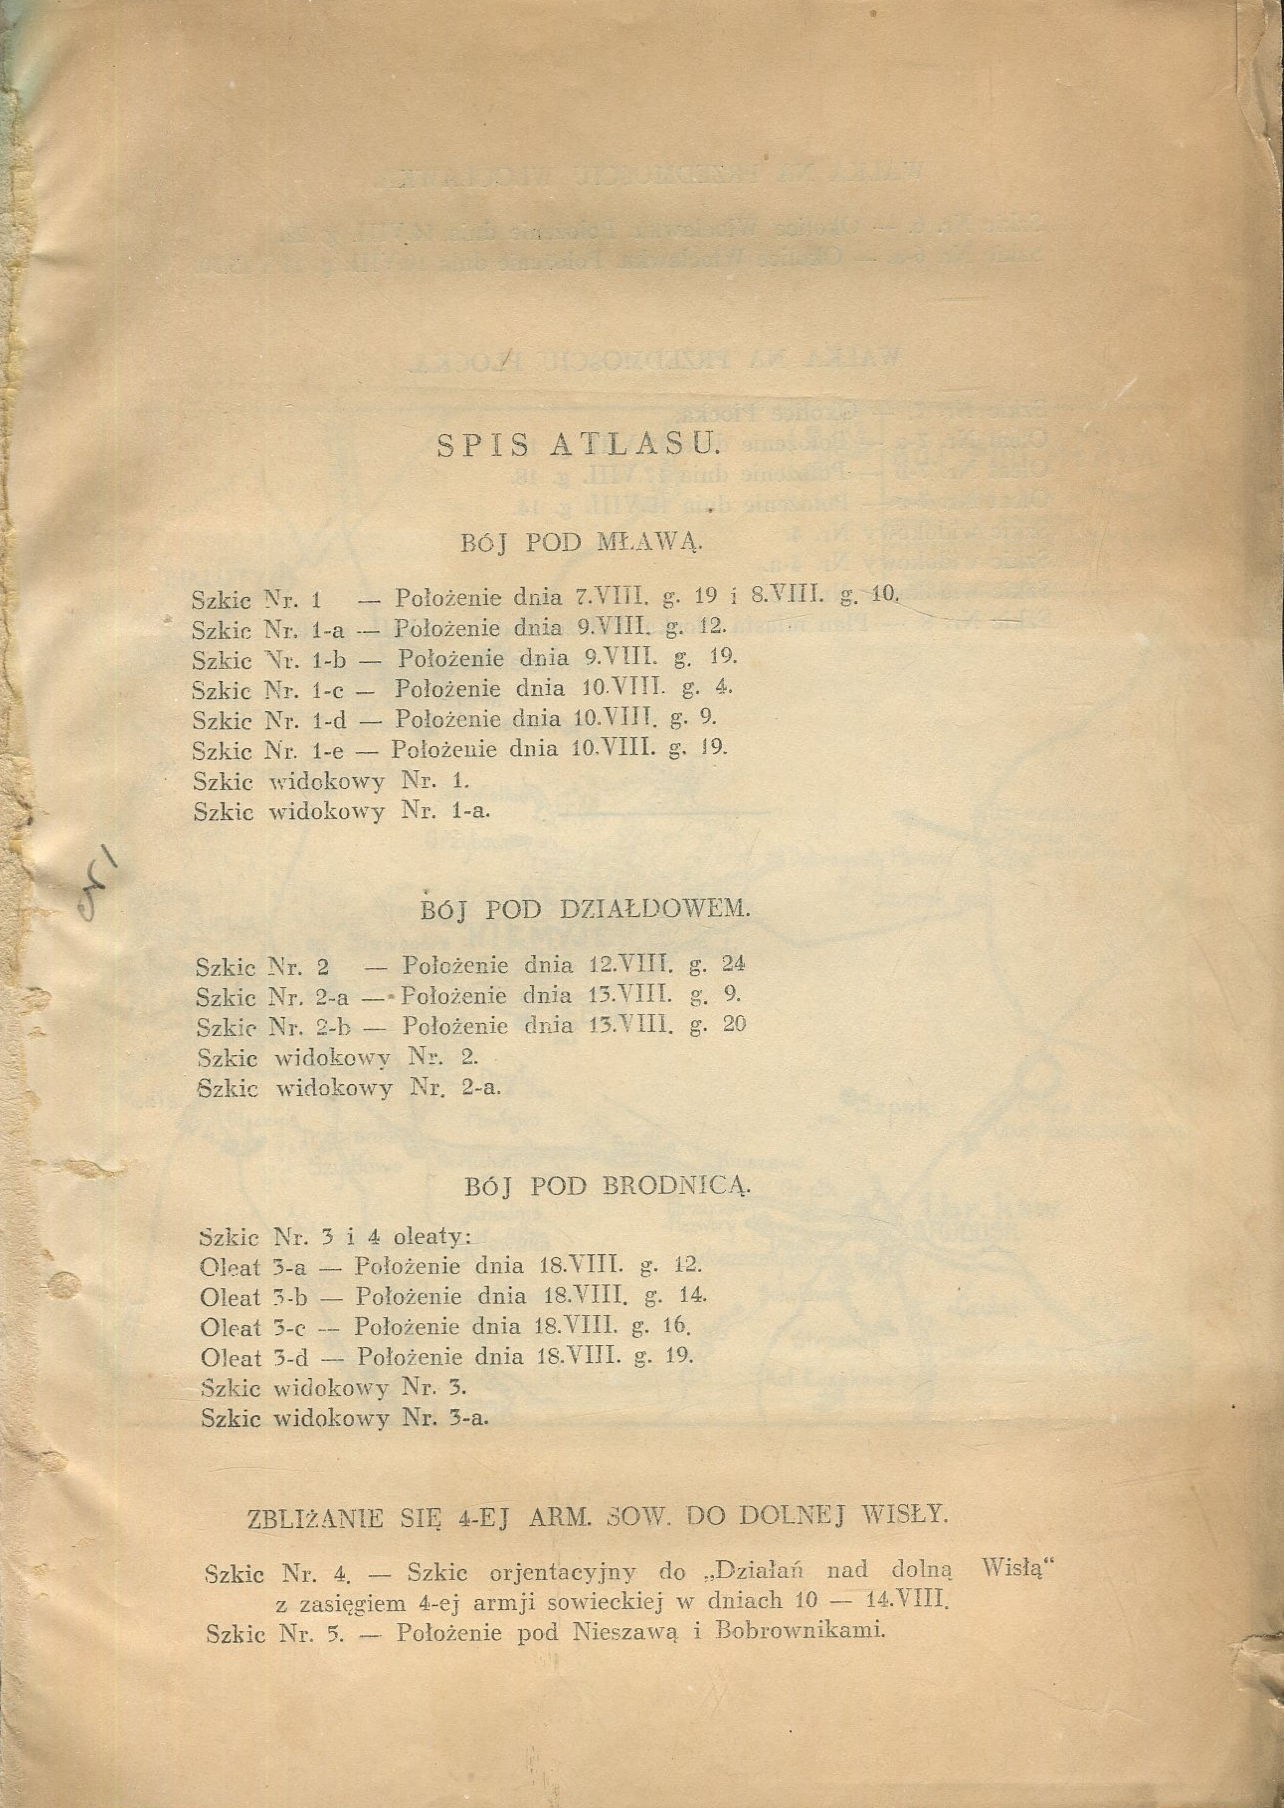 SPIS ATLASU.
BÓJ POD MŁAWĄ.
Szkic Nr. 1 — Położenie dnia 7.VIII. g. 19 i 8.VIII. g. 10.
Szkic Nr. 1-a — Położenie dnia 9.VIII. g. 12.
Szkic Nr. 1-b — Położenie dnia 9.VIII. g. 19.
Szkic Nr. 1-c — Położenie dnia 10.VIII. g. 4.
Szkic Nr. 1-d — Położenie dnia 10.VIII. g. 9.
Szkic Nr. 1-e — Położenie dnia 10.VIII. g. 19.
Szkic widokowy Nr. 1.
Szkic widokowy Nr. 1-a.
BÓJ POD DZIAŁDOWEM.
Szkic Nr. 2 — Położenie dnia 12.VIII. g. 24
Szkic Nr. 2-a — Położenie dnia 13.VIII. g. 9.
Szkic Nr. 2-b — Położenie dnia 13.VIII. g. 20
Szkic widokowy Nr. 2.
Szkic widokowy Nr. 2-a.
BÓJ POD BRODNICĄ.
Szkic Nr. 3 i 4 oleaty:
Oleat 3-a — Położenie dnia 18.VIII. g. 12.
Oleat 3-b — Położenie dnia 18.VIII. g. 14.
Oleat 3-c — Położenie dnia 18.VIII. g. 16.
Oleat 3-d — Położenie dnia 18.VIII. g. 19.
Szkic widokowy Nr. 3.
Szkic widokowy Nr. 3-a.
ZBLIŻANIE SIĘ 4-EJ ARM. SOW. DO DOLNEJ WISŁY.
Szkic Nr. 4. — Szkic orjentacyjny do „Działań nad dolną Wisłą“
z zasięgiem 4-ej armji sowieckiej w dniach 10 — 14.VIII.
Szkic Nr. 5. — Położenie pod Nieszawą i Bobrownikami.